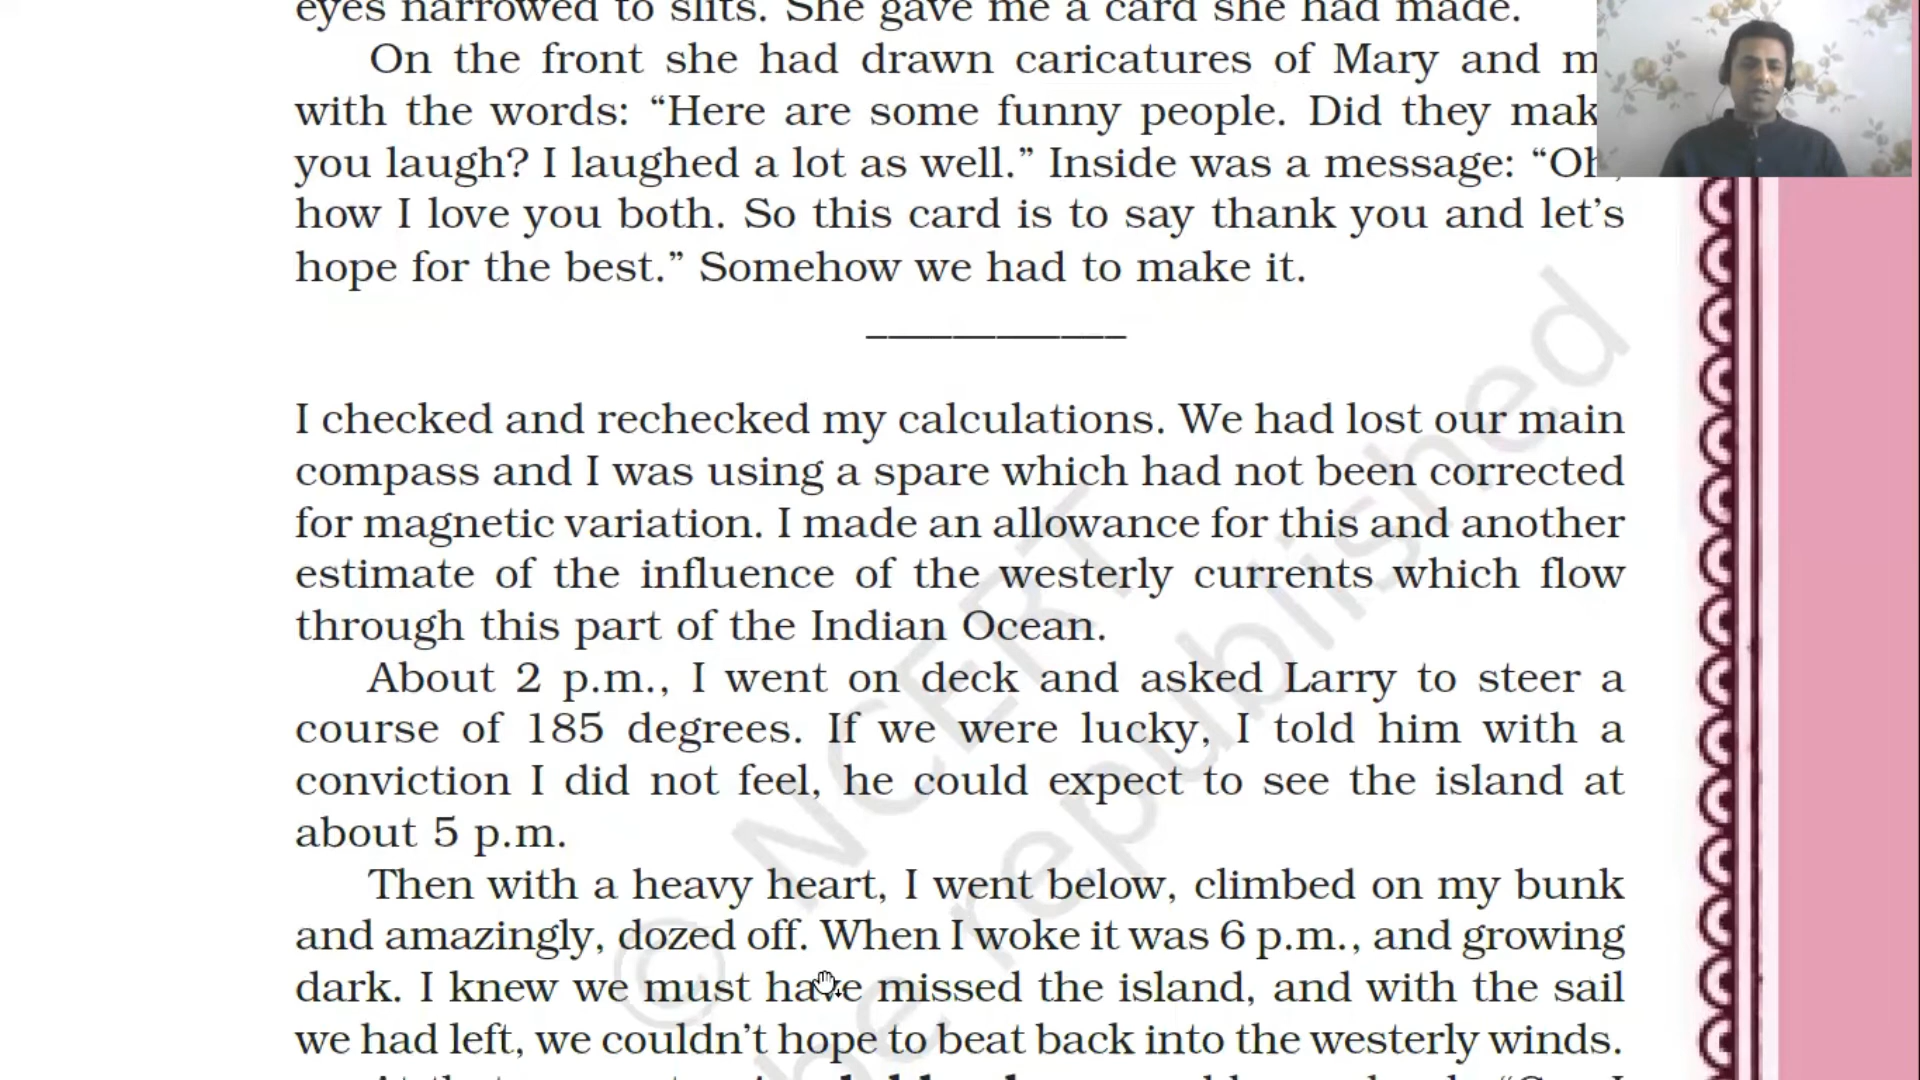 eyes narrowed to slits. She gave me a card she had made.
On the front she had drawn caricatures of Mary and
with the words: “Here are some funny people. Did they
you laugh? I laughed a lot as well.” Inside was a message: “Oh,
how I love you both. So this card is to say thank you and let’s
hope for the best.” Somehow we had to make it.
I checked and rechecked my calculations. We had lost our main
compass and I was using a spare which had not been corrected
for magnetic variation. I made an allowance for this and another
estimate of the influence of the westerly currents which flow
through this part of the Indian Ocean.
About 2 p.m., I went on deck and asked Larry to steer a
course of 185 degrees. If we were lucky, I told him with a
conviction I did not feel, he could expect to see the island at
about 5 p.m.
Then with a heavy heart, I went below, climbed on my bunk
and amazingly, dozed off. When I woke it was 6 p.m., and growing
dark. I knew we must have missed the island, and with the sail
we had left, we couldn’t hope to beat back into the westerly winds.
© NCERT
be republished